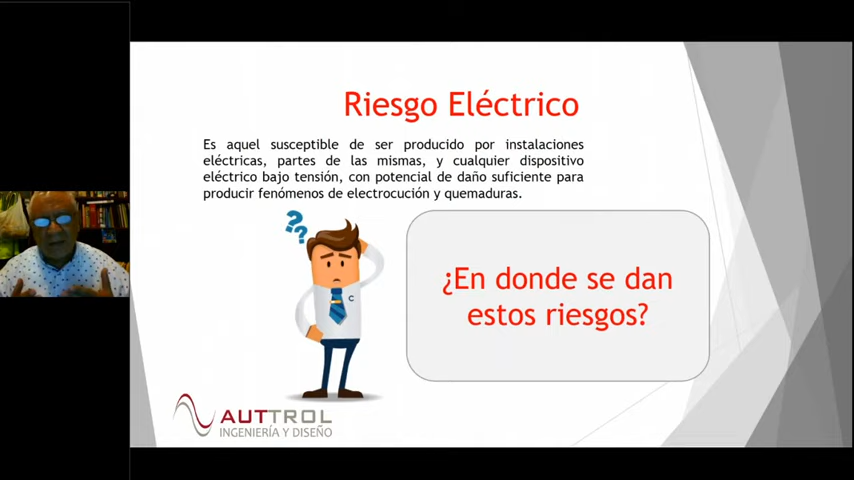 Riesgo Eléctrico
Es aquel susceptible de ser producido por instalaciones
eléctricas, partes de las mismas, y cualquier dispositivo
eléctrico bajo tensión, con potencial de daño suficiente para
producir fenómenos de electrocución y quemaduras.
??
C
¿En donde se dan
estos riesgos?
AUTTROL
INGENIERÍA Y DISEÑO